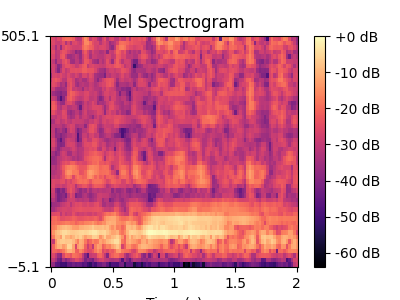 Mel Spectrogram
505.1
−5.1
0
0.5
1
1.5
2
+0 dB
-10 dB
-20 dB
-30 dB
-40 dB
-50 dB
-60 dB